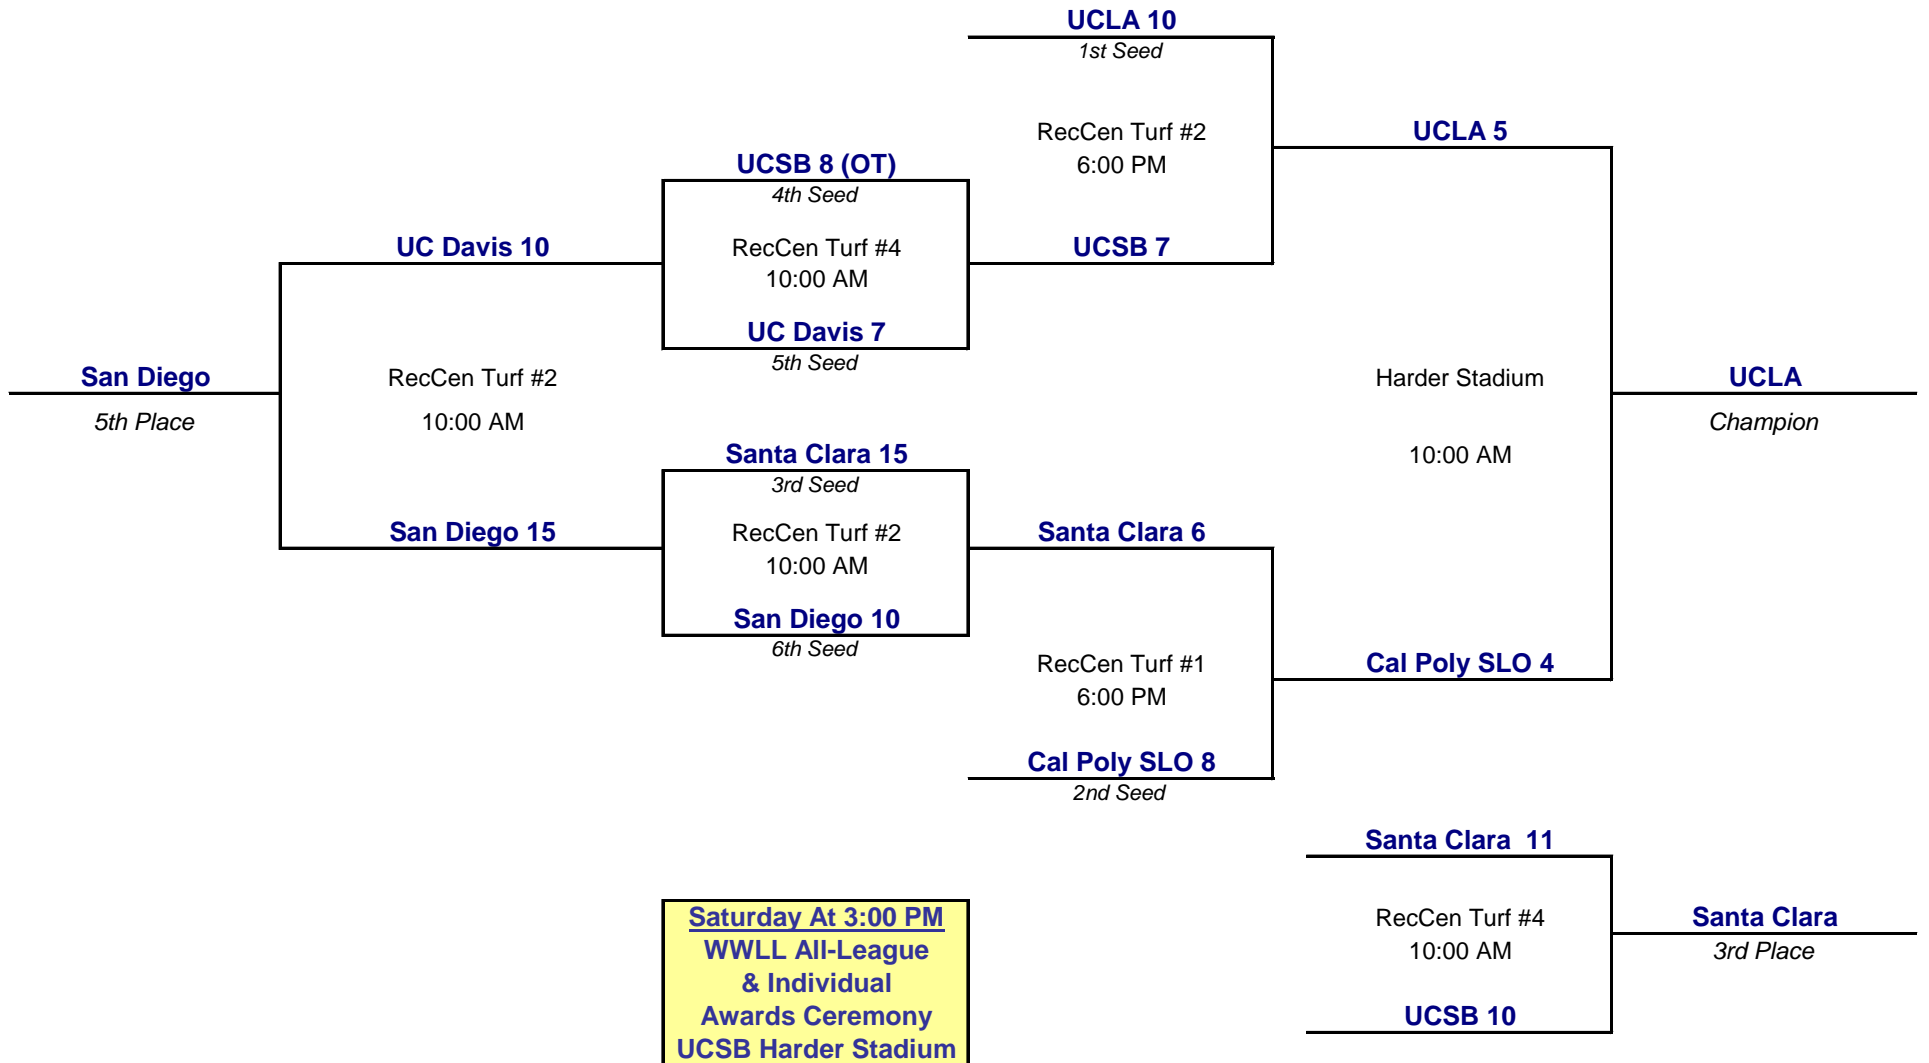 UCLA 10
1st Seed
RecCen Turf #2
6:00 PM
UCLA 5
UCSB 8 (OT)
4th Seed
UC Davis 10
RecCen Turf #4
10:00 AM
UCSB 7
UC Davis 7
5th Seed
San Diego
5th Place
RecCen Turf #2
10:00 AM
Harder Stadium
10:00 AM
UCLA
Champion
Santa Clara 15
3rd Seed
San Diego 15
RecCen Turf #2
10:00 AM
Santa Clara 6
San Diego 10
6th Seed
RecCen Turf #1
6:00 PM
Cal Poly SLO 4
Cal Poly SLO 8
2nd Seed
Santa Clara  11
RecCen Turf #4
10:00 AM
Santa Clara
3rd Place
UCSB 10
Saturday At 3:00 PM
WWLL All-League
& Individual
Awards Ceremony
UCSB Harder Stadium